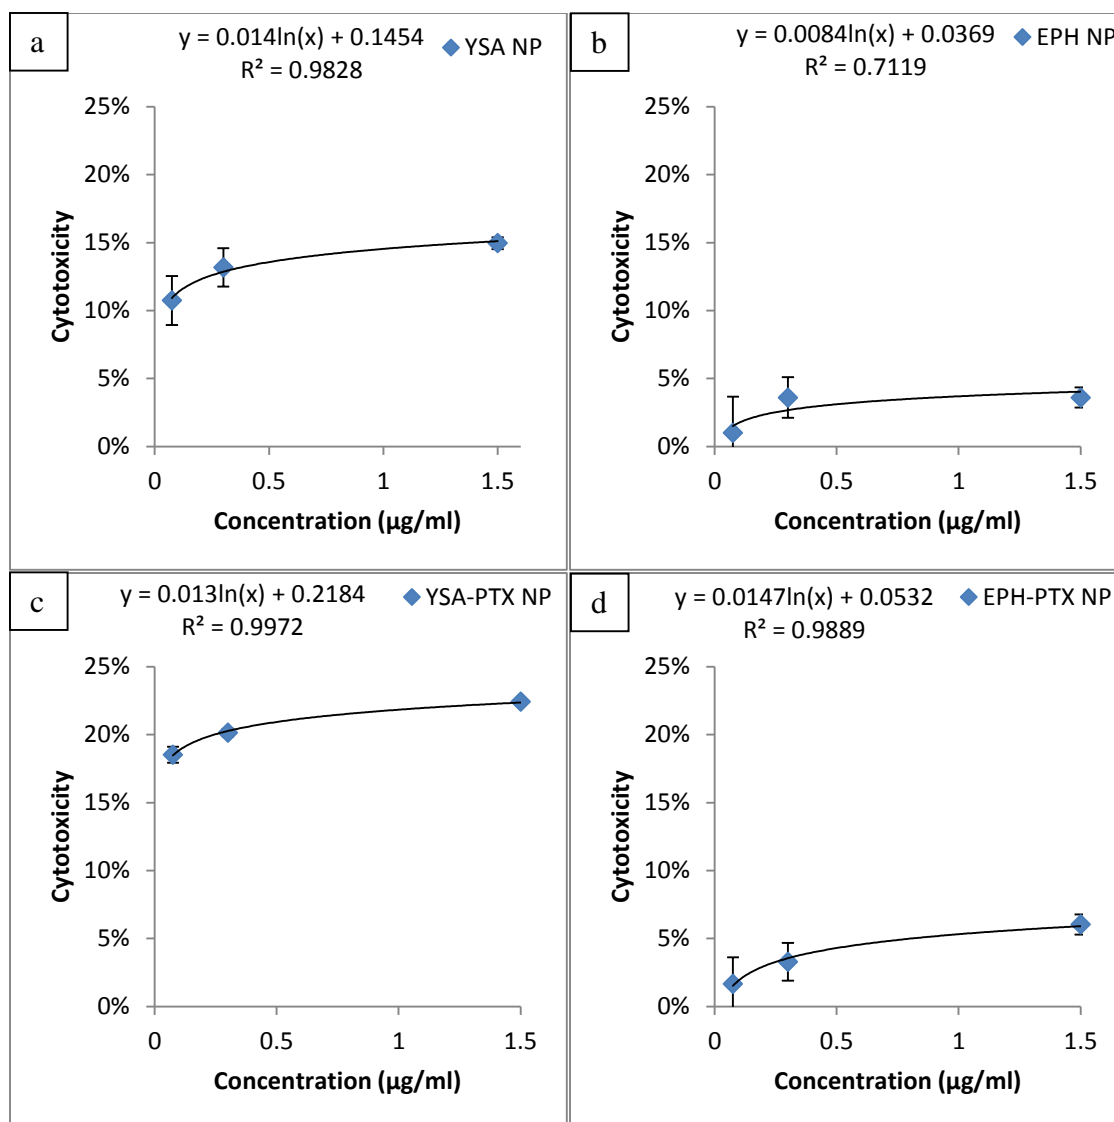 a
y = 0.014ln(x) + 0.1454
R² = 0.9828
YSA NP
25%
20%
15%
10%
5%
0%
Cytotoxicity
0 0.5 1 1.5
Concentration (µg/ml)
b
y = 0.0084ln(x) + 0.0369
R² = 0.7119
EPH NP
25%
20%
15%
10%
5%
0%
Cytotoxicity
0 0.5 1 1.5
Concentration (µg/ml)
c
y = 0.013ln(x) + 0.2184
R² = 0.9972
YSA-PTX NP
25%
20%
15%
10%
5%
0%
Cytotoxicity
0 0.5 1 1.5
Concentration (µg/ml)
d
y = 0.0147ln(x) + 0.0532
R² = 0.9889
EPH-PTX NP
25%
20%
15%
10%
5%
0%
Cytotoxicity
0 0.5 1 1.5
Concentration (µg/ml)